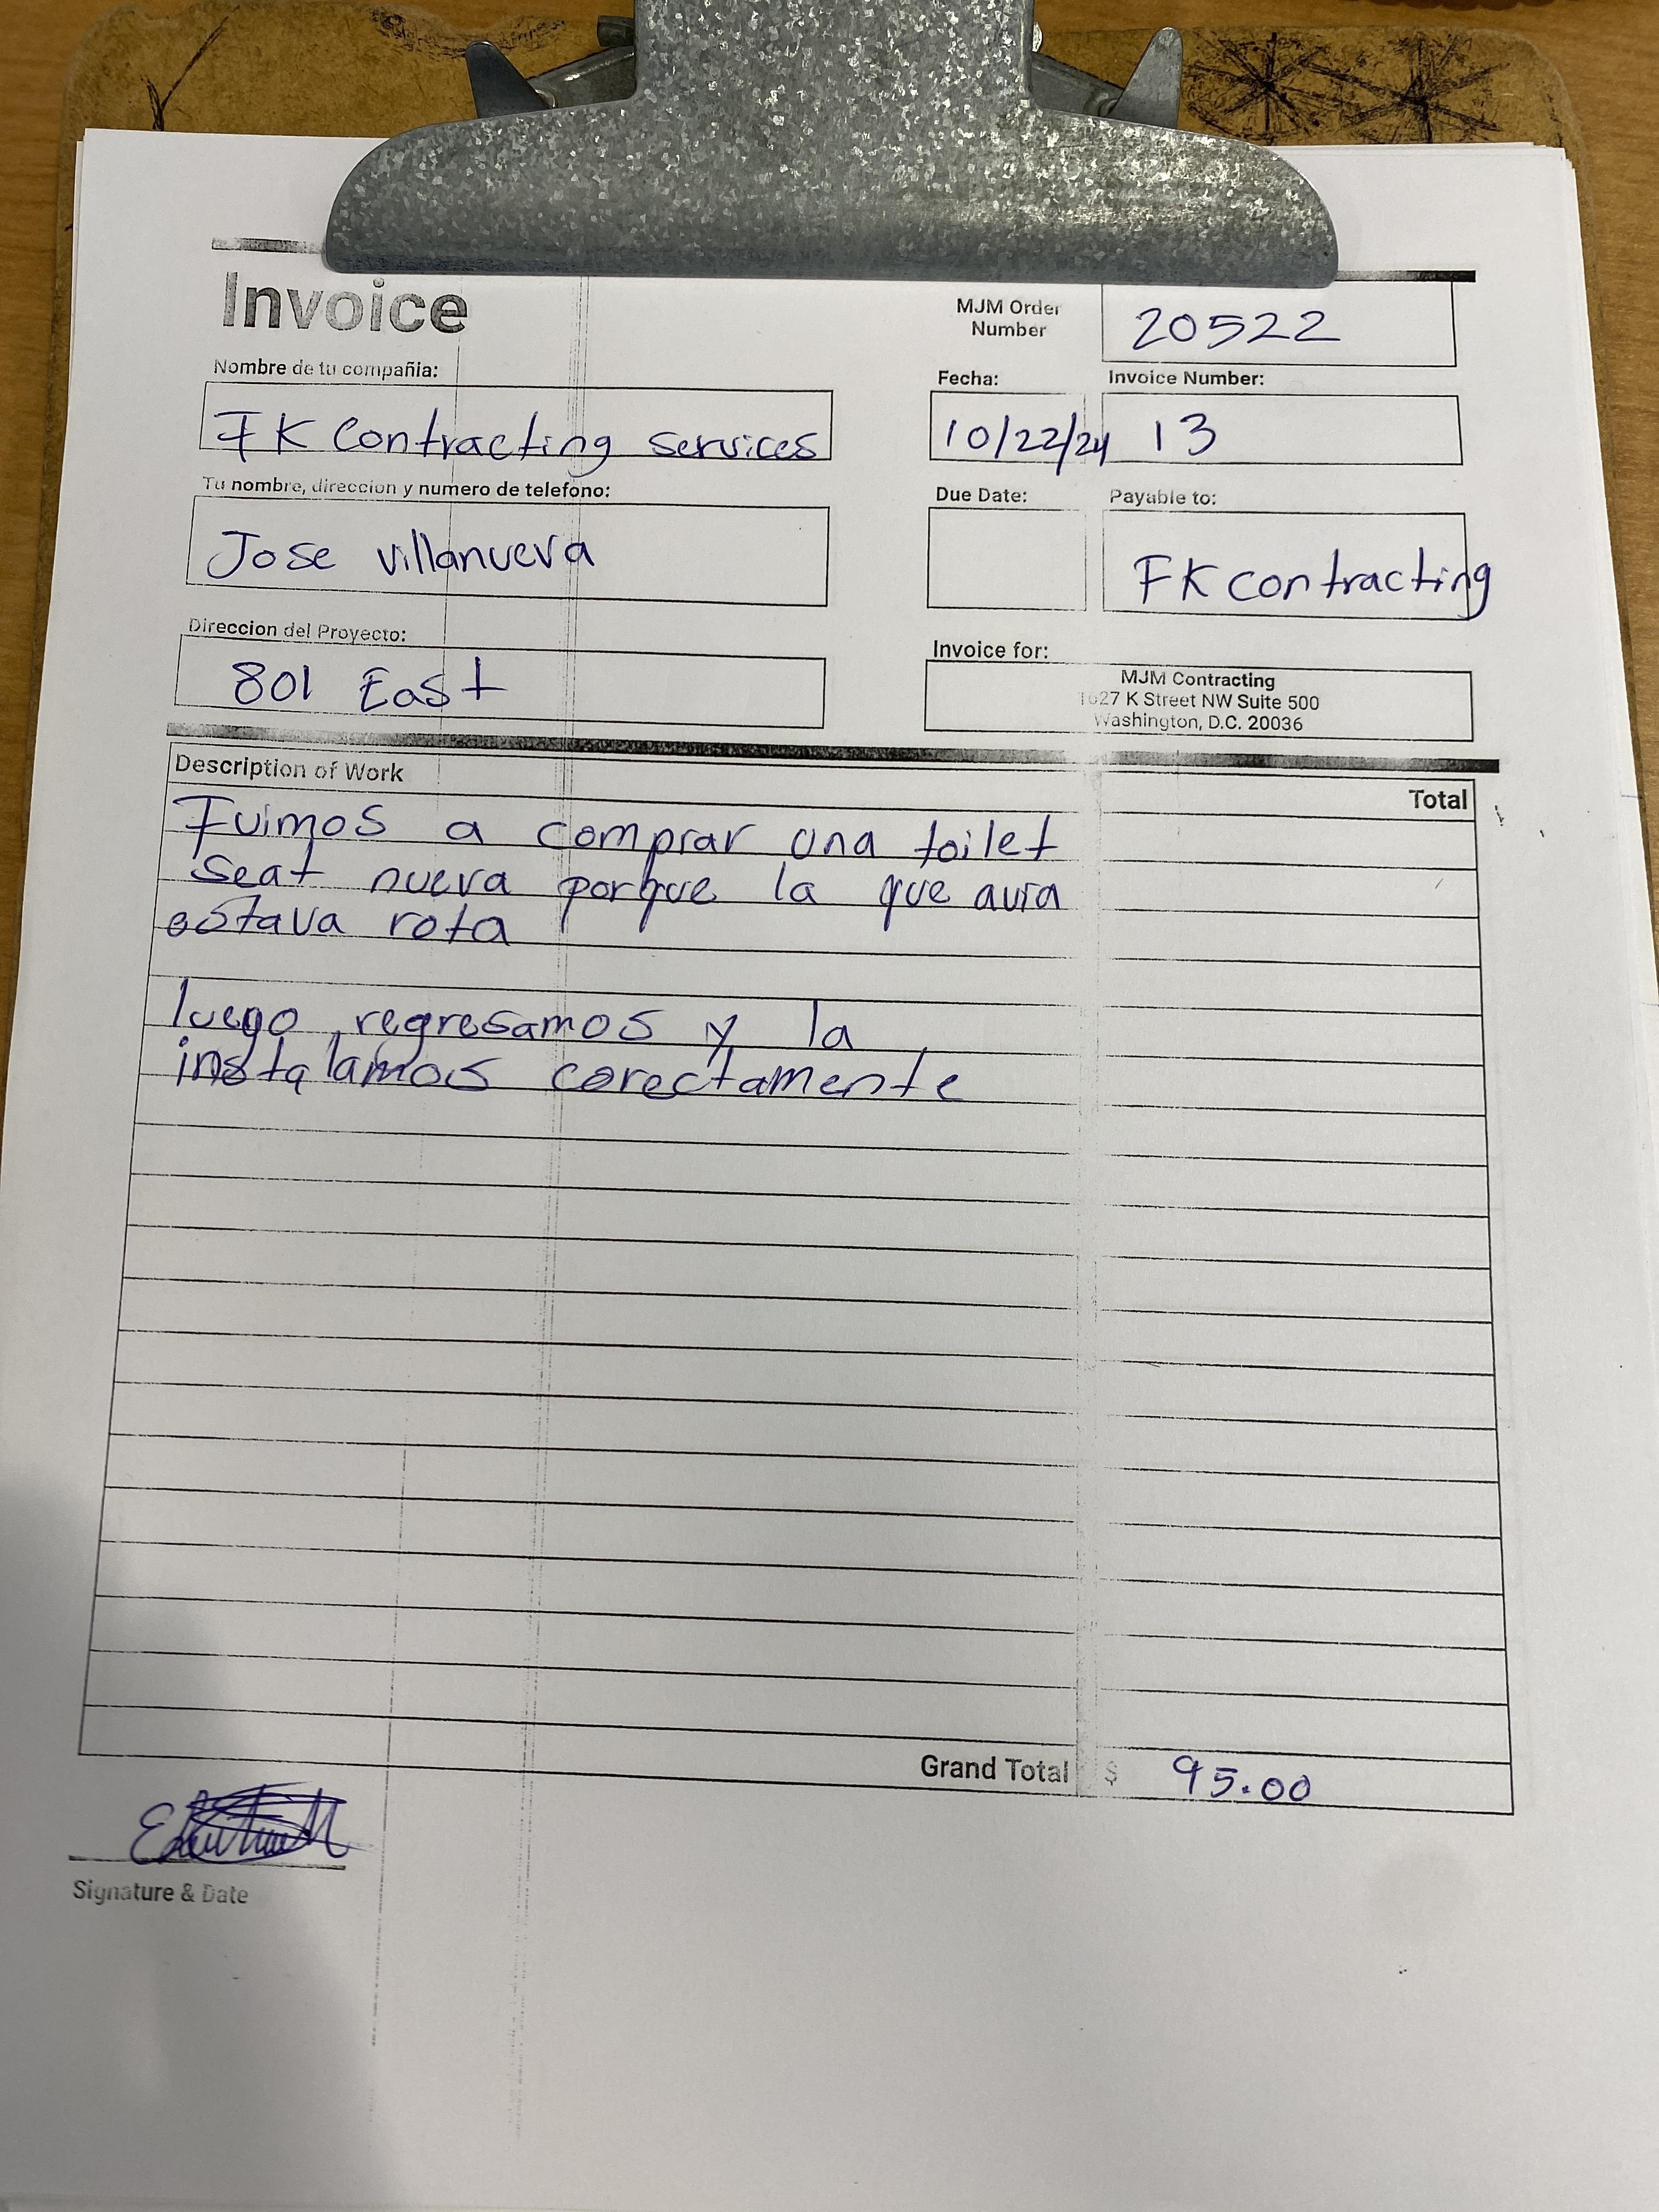 Invoice
MJM Order
Number
20522
Nombre de tu compañia:
FK Contracting services
Fecha:
10/22/24
Invoice Number:
13
Tu nombre, direccion y numero de telefono:
Jose villanueva
Due Date:
Payable to:
FK contracting
Direccion del Proyecto:
801 East
Invoice for:
MJM Contracting
1627 K Street NW Suite 500
Washington, D.C. 20036
Description of Work
Total
Fuimos a comprar una toilet
seat nueva porque la que avia
estava rota
luego regresamos y la
instalamos corectamente
Grand Total $ 95.00
Signature & Date